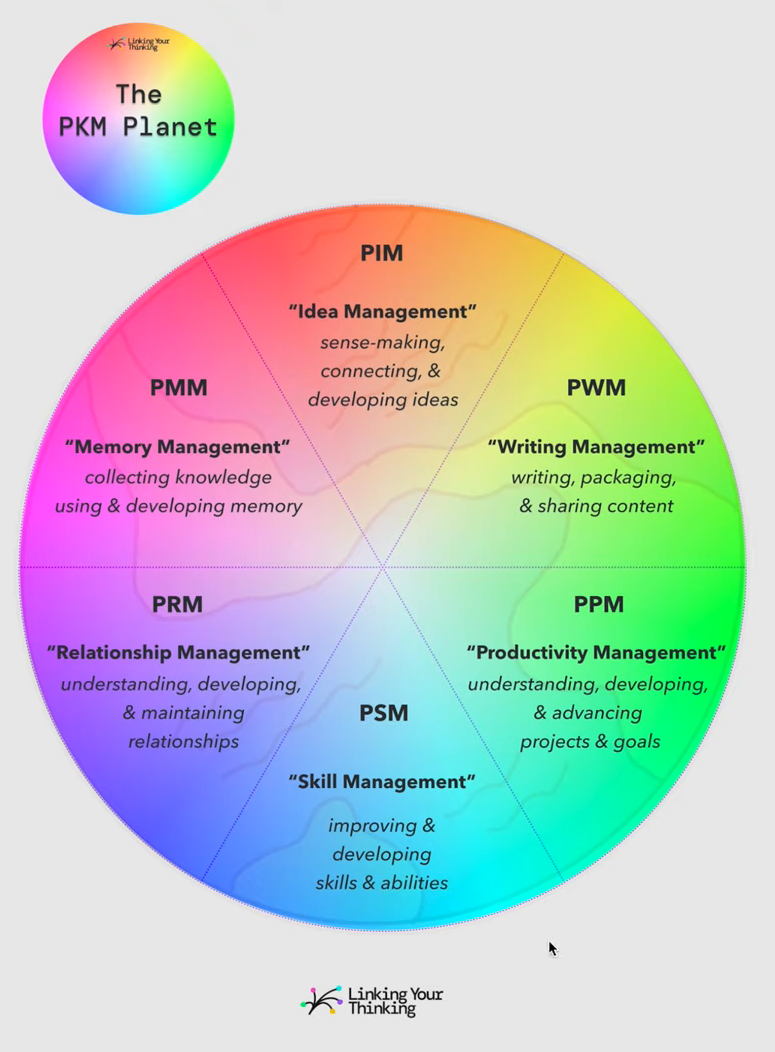 Linking Your
Thinking
The
PKM Planet
PIM
“Idea Management”
sense-making,
connecting, &
developing ideas
PMM
“Memory Management”
collecting knowledge
using & developing memory
PWM
“Writing Management”
writing, packaging,
& sharing content
PRM
“Relationship Management”
understanding, developing,
& maintaining
relationships
PPM
“Productivity Management”
understanding, developing,
& advancing
projects & goals
PSM
“Skill Management”
improving &
developing
skills & abilities
Linking Your
Thinking